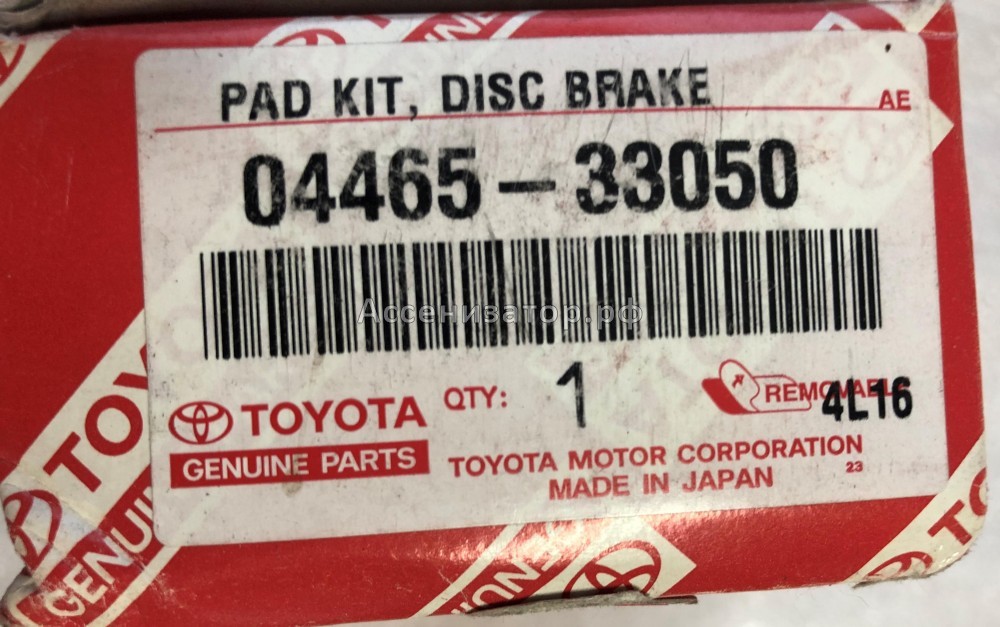 PAD KIT, DISC BRAKE
AE
04465-33050
Ассенизатор.рф
TOYOTA
GENUINE PARTS
QTY: 1
4L16
TOYOTA MOTOR CORPORATION
MADE IN JAPAN
23